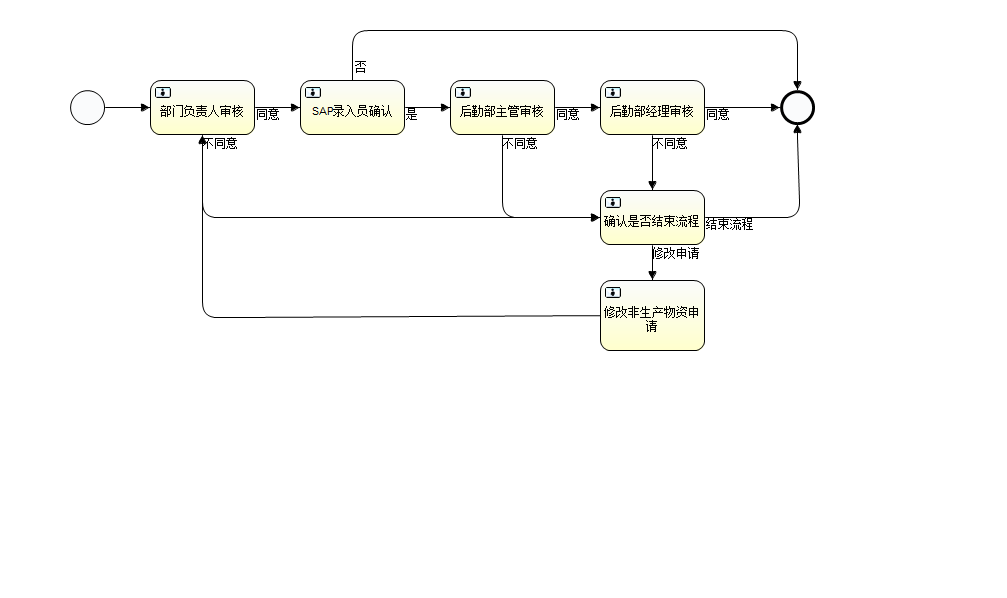 否
部门负责人审核
同意
SAP录入员确认
是
后勤部主管审核
同意
后勤部经理审核
同意
不同意
不同意
不同意
确认是否结束流程
结束流程
修改申请
修改非生产物资申
请